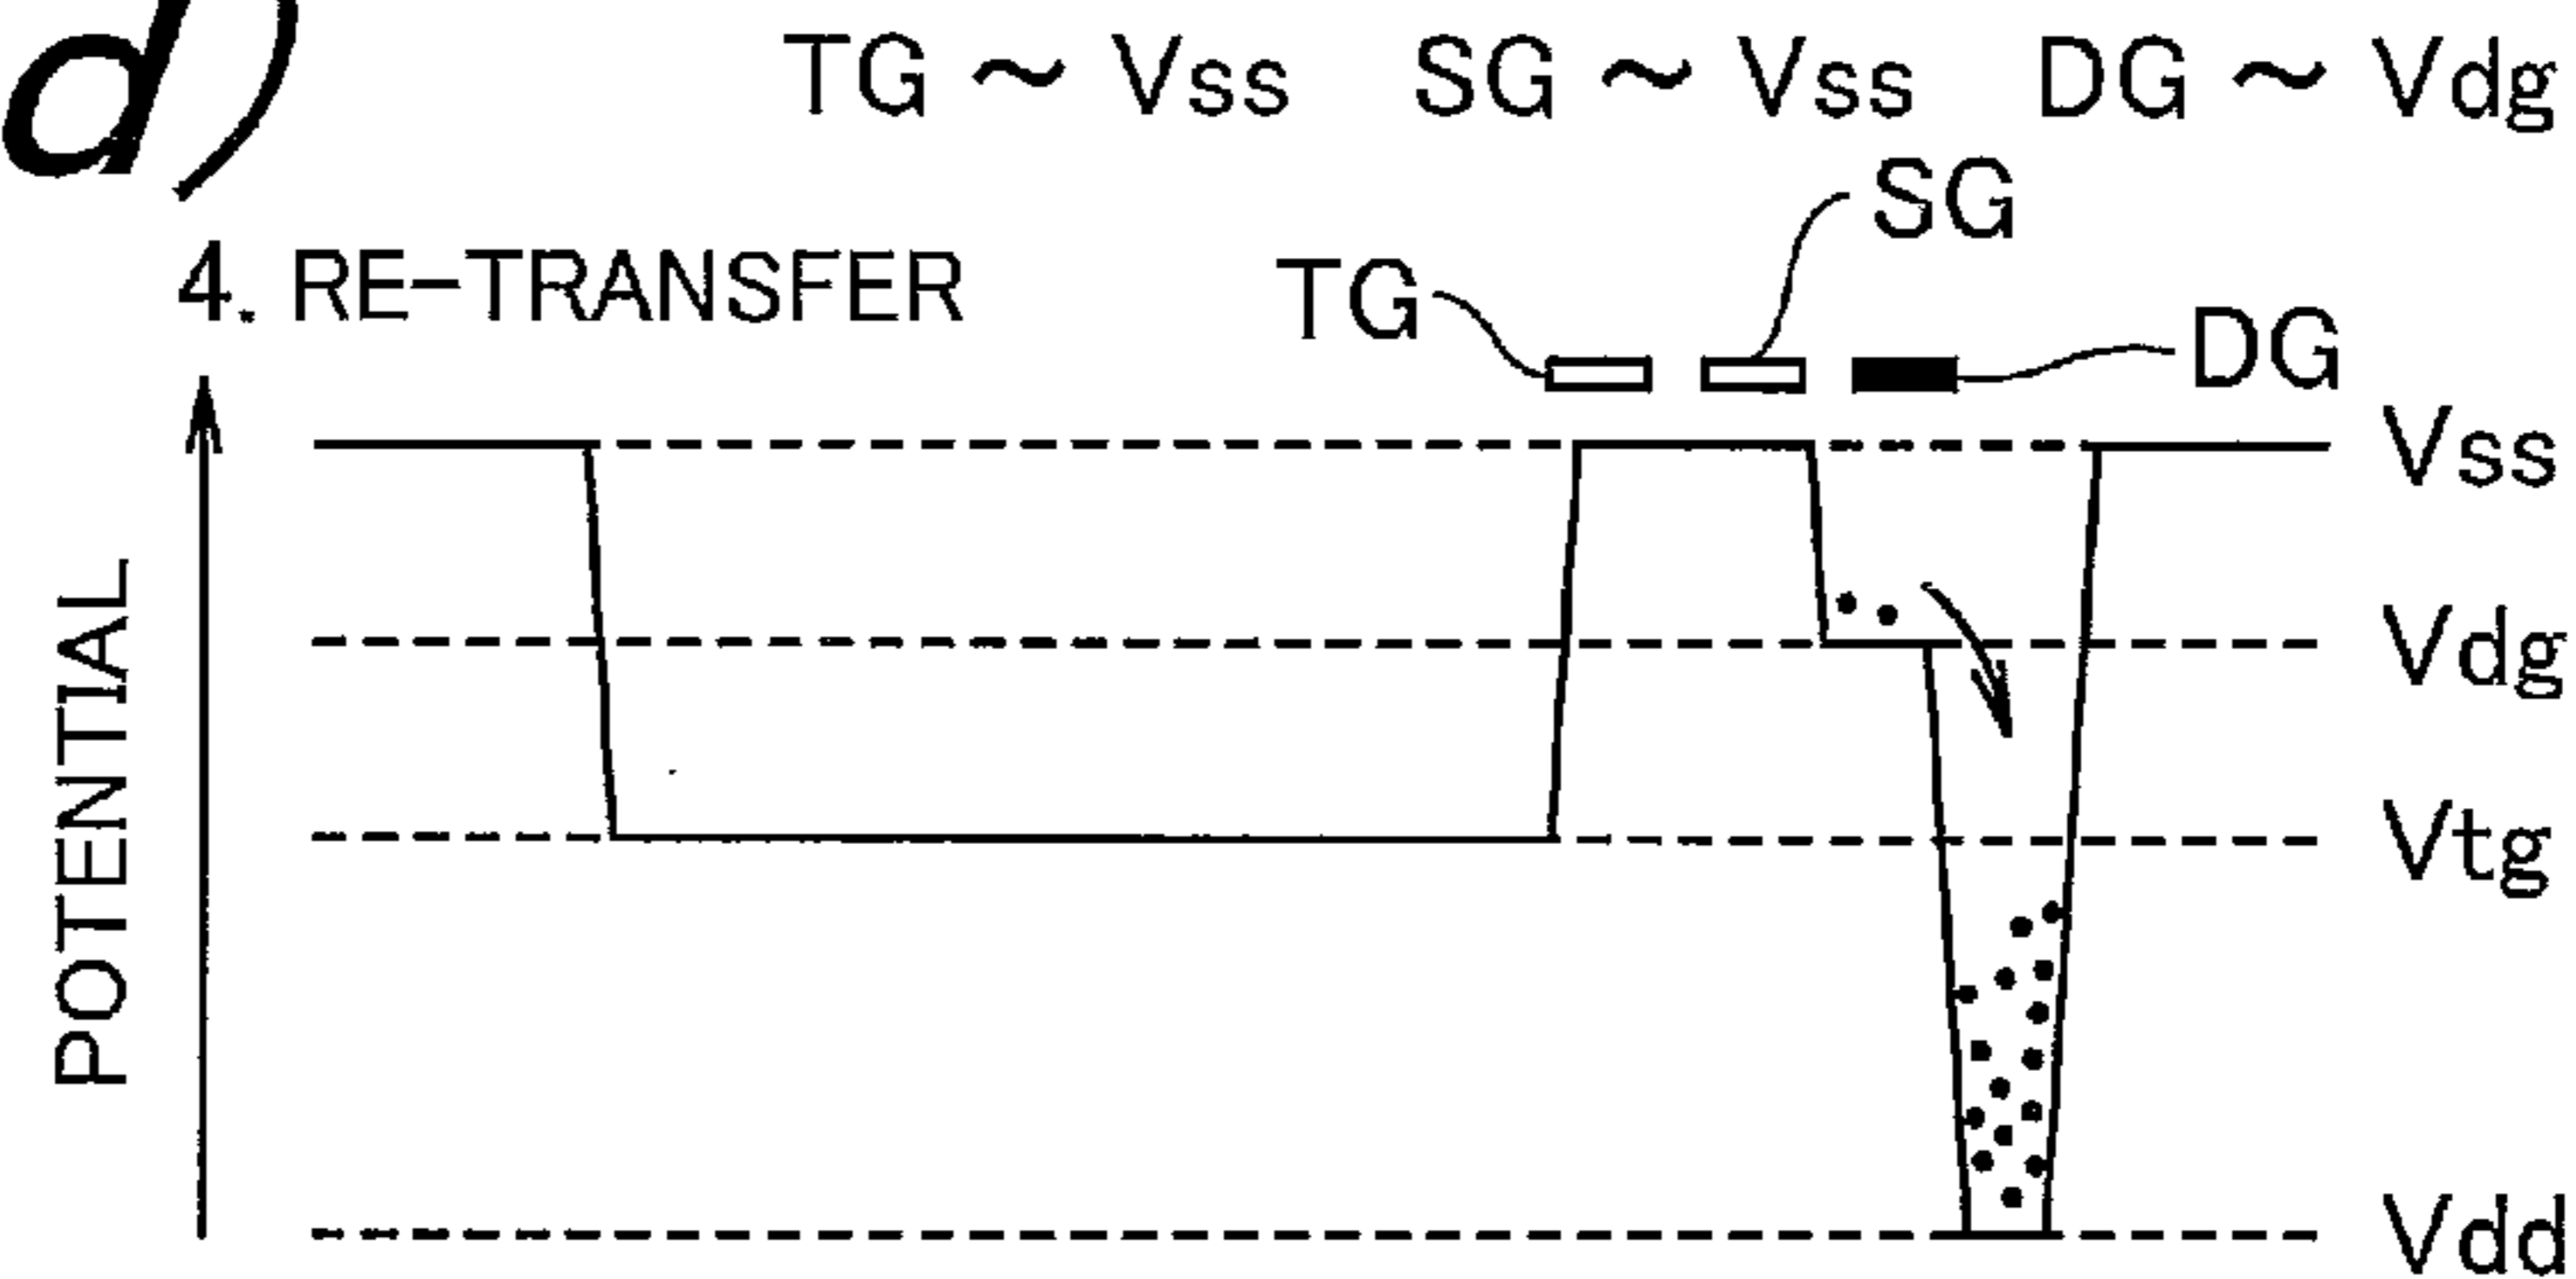 d)
TG ~ Vss SG ~ Vss DG ~ Vdg
SG
4. RE-TRANSFER
TG
DG
Vss
Vdg
Vtg
Vdd
POTENTIAL